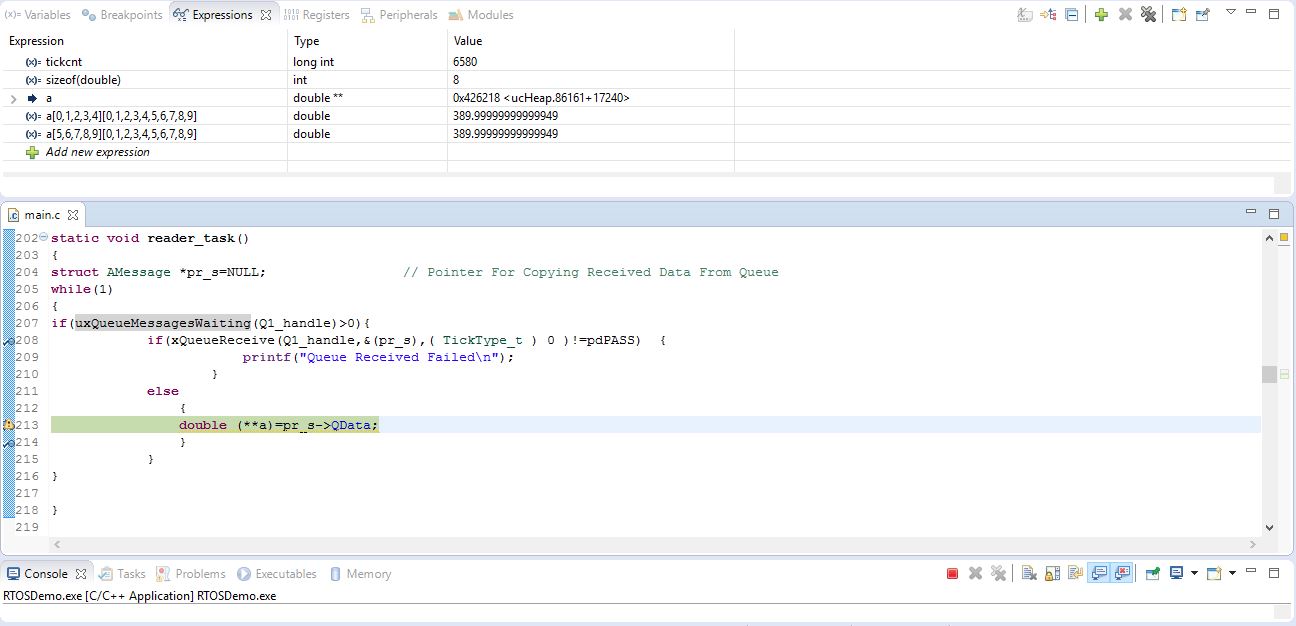 (x)= Variables Breakpoints Expressions Registers Peripherals Modules
Expression Type Value
(x)= tickcnt long int 6580
(x)= sizeof(double) int 8
a double ** 0x426218 <ucHeap.86161+17240>
(x)= a[0,1,2,3,4][0,1,2,3,4,5,6,7,8,9] double 389.99999999999949
(x)= a[5,6,7,8,9][0,1,2,3,4,5,6,7,8,9] double 389.99999999999949
Add new expression
main.c
202 static void reader_task()
203 {
204 struct AMessage *pr_s=NULL; // Pointer For Copying Received Data From Queue
205 while(1)
206 {
207 if(uxQueueMessagesWaiting(Q1_handle)>0){
208 if(xQueueReceive(Q1_handle,&(pr_s),( TickType_t ) 0 )!=pdPASS) {
209 printf("Queue Received Failed\n");
210 }
211 else
212 {
213 double (**a)=pr_s->QData;
214 }
215 }
216 }
217
218 }
219
Console Tasks Problems Executables Memory
RTOSDemo.exe [C/C++ Application] RTOSDemo.exe